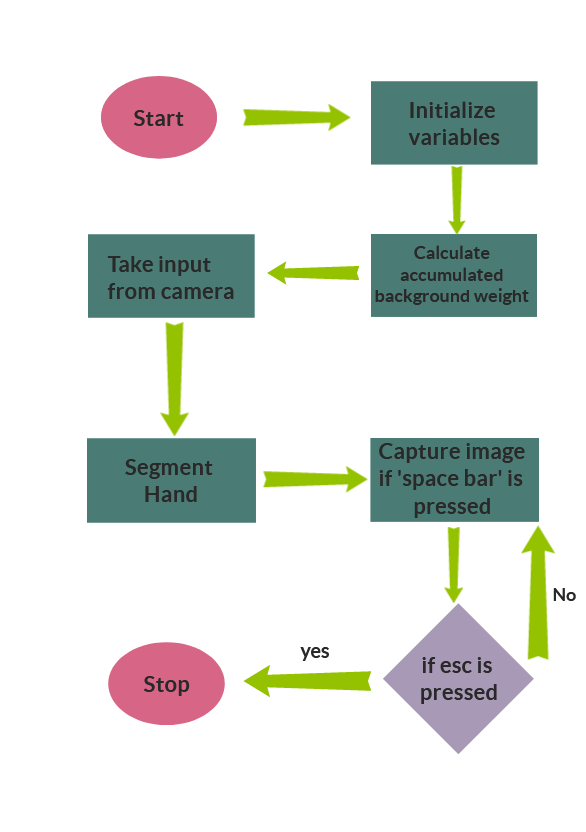 Start
Initialize
variables
Calculate
accumulated
background weight
Take input
from camera
Segment
Hand
Capture image
if 'space bar' is
pressed
No
if esc is
pressed
yes
Stop